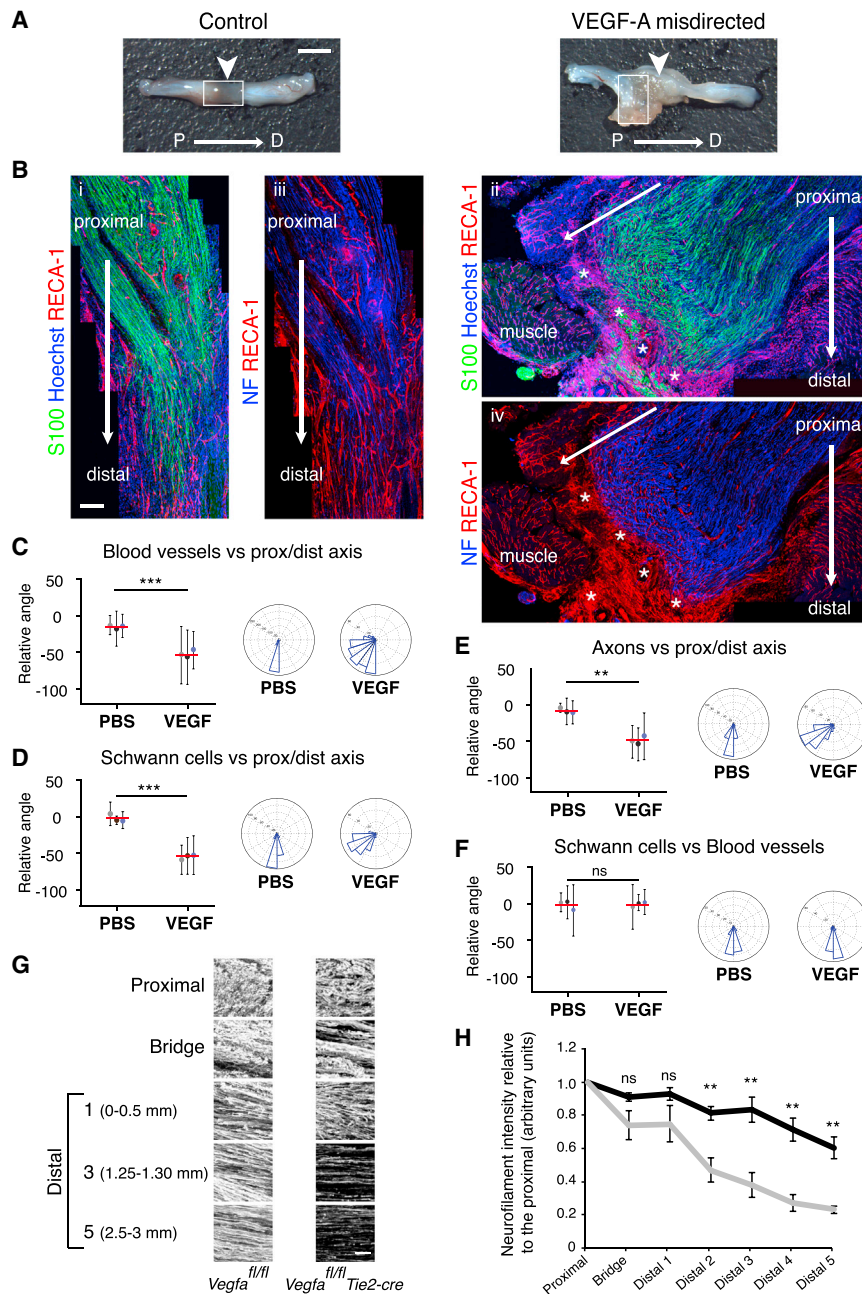 A
Control
VEGF-A misdirected
P D
P D
B
i
proximal
distal
S100 Hoechst RECA-1
iii
proximal
distal
NF RECA-1
ii
proxima
muscle
distal
S100 Hoechst RECA-1
iv
proxima
muscle
distal
NF RECA-1
* * * *
* * * * *
C
Blood vessels vs prox/dist axis
Relative angle
50
0
-50
-100
***
PBS VEGF
PBS VEGF
D
Schwann cells vs prox/dist axis
Relative angle
50
0
-50
-100
***
PBS VEGF
PBS VEGF
E
Axons vs prox/dist axis
Relative angle
50
0
-50
-100
**
PBS VEGF
PBS VEGF
F
Schwann cells vs Blood vessels
Relative angle
50
0
-50
-100
ns
PBS VEGF
PBS VEGF
G
Proximal
Bridge
Distal
1 (0-0.5 mm)
3 (1.25-1.30 mm)
5 (2.5-3 mm)
Vegfa fl/fl
Vegfa fl/fl Tie2-cre
H
Neurofilament intensity relative
to the proximal (arbitrary units)
1.2
1.0
0.8
0.6
0.4
0.2
0
ns ns ** ** ** **
Proximal
Bridge
Distal 1
Distal 2
Distal 3
Distal 4
Distal 5